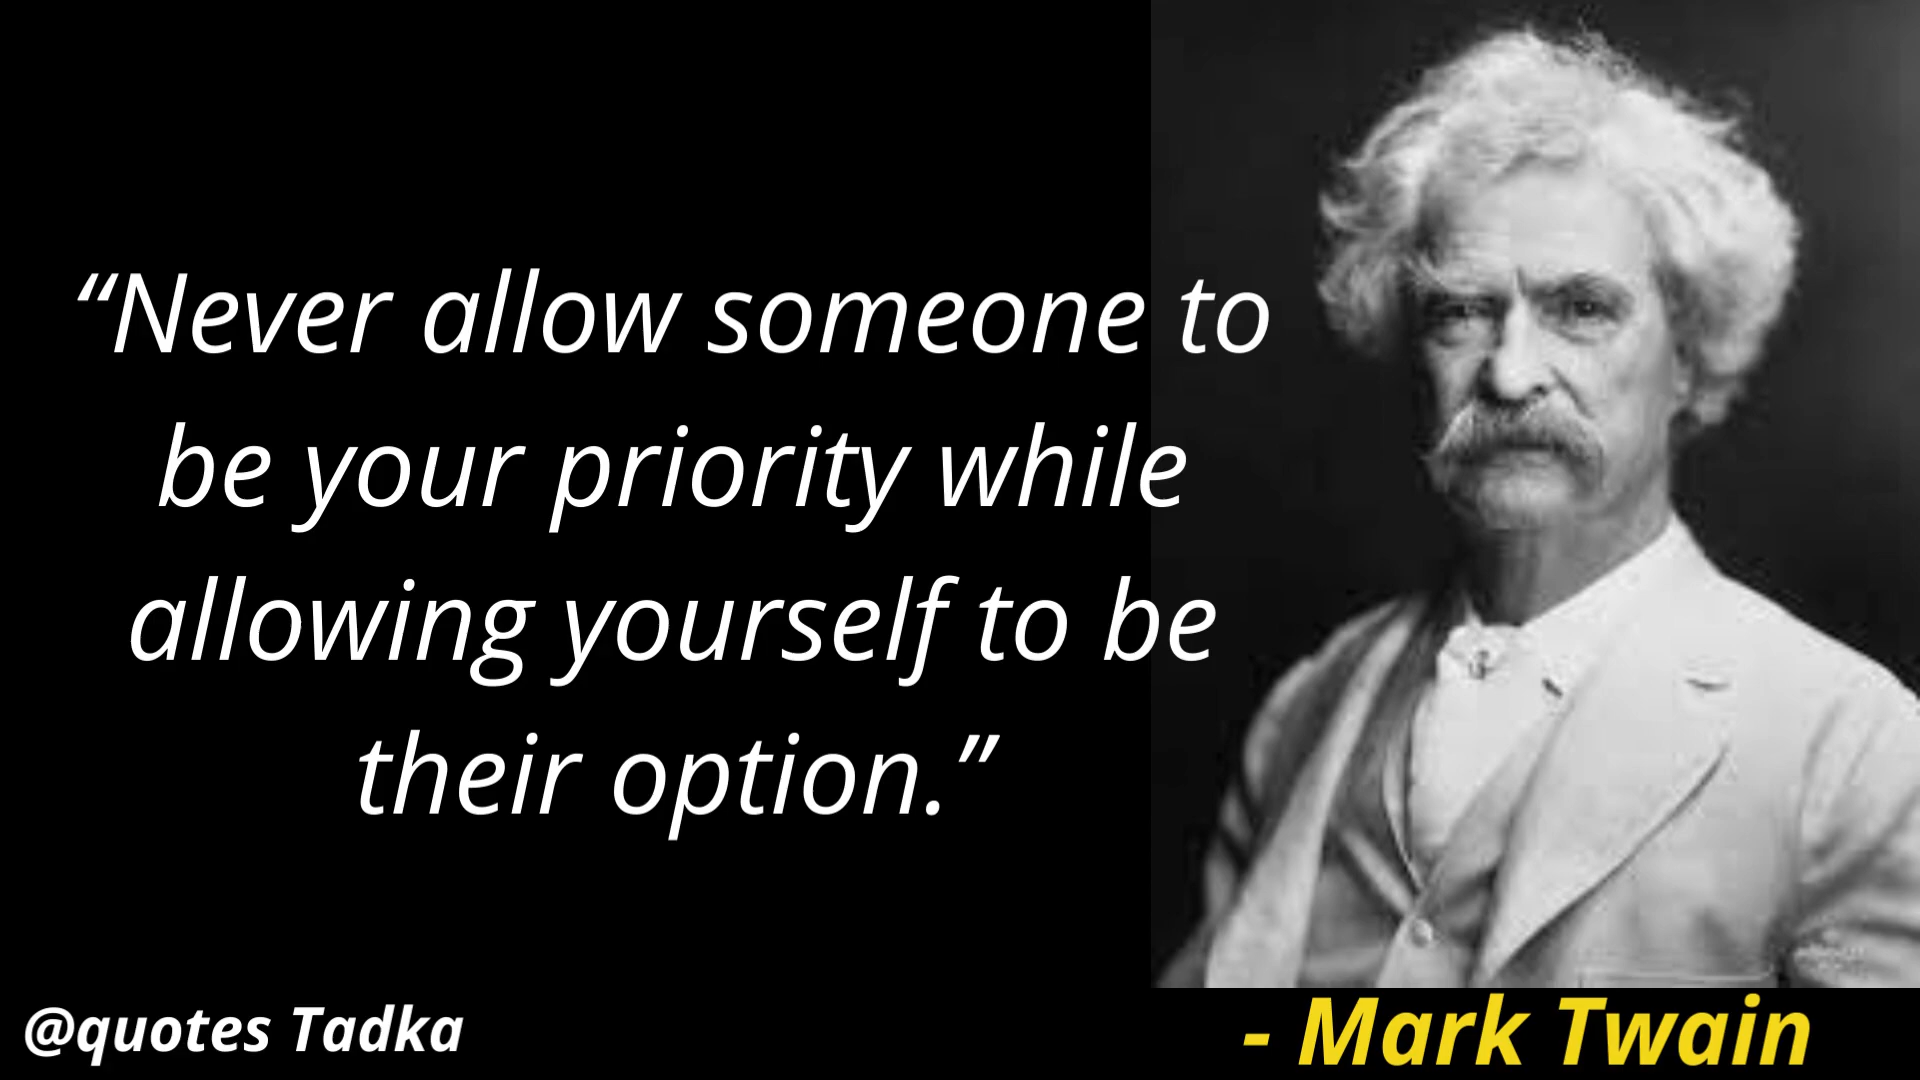 “Never allow someone to
be your priority while
allowing yourself to be
their option.”
@quotes Tadka
- Mark Twain